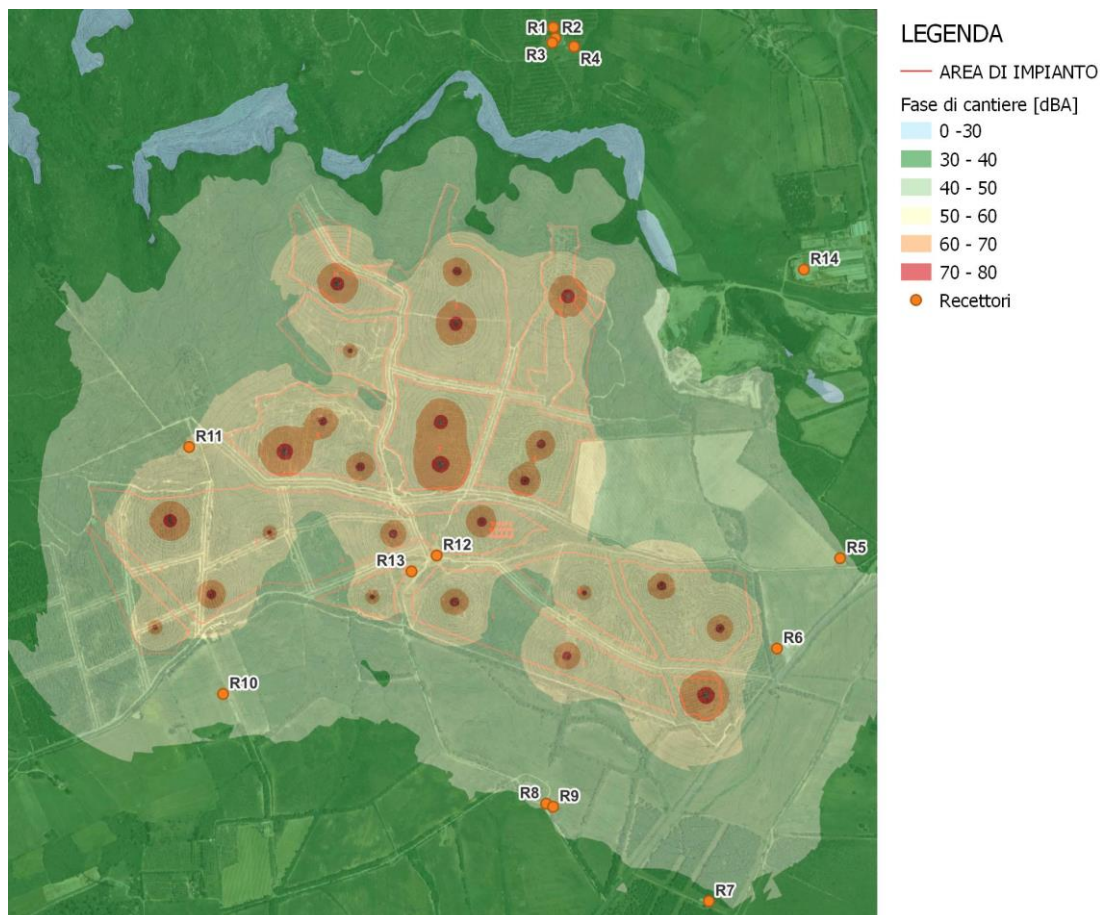 R1
R2
R3
R4
R14
R11
R5
R12
R13
R6
R10
R8
R9
R7
LEGENDA
AREA DI IMPIANTO
Fase di cantiere [dBA]
0 -30
30 - 40
40 - 50
50 - 60
60 - 70
70 - 80
Recettori